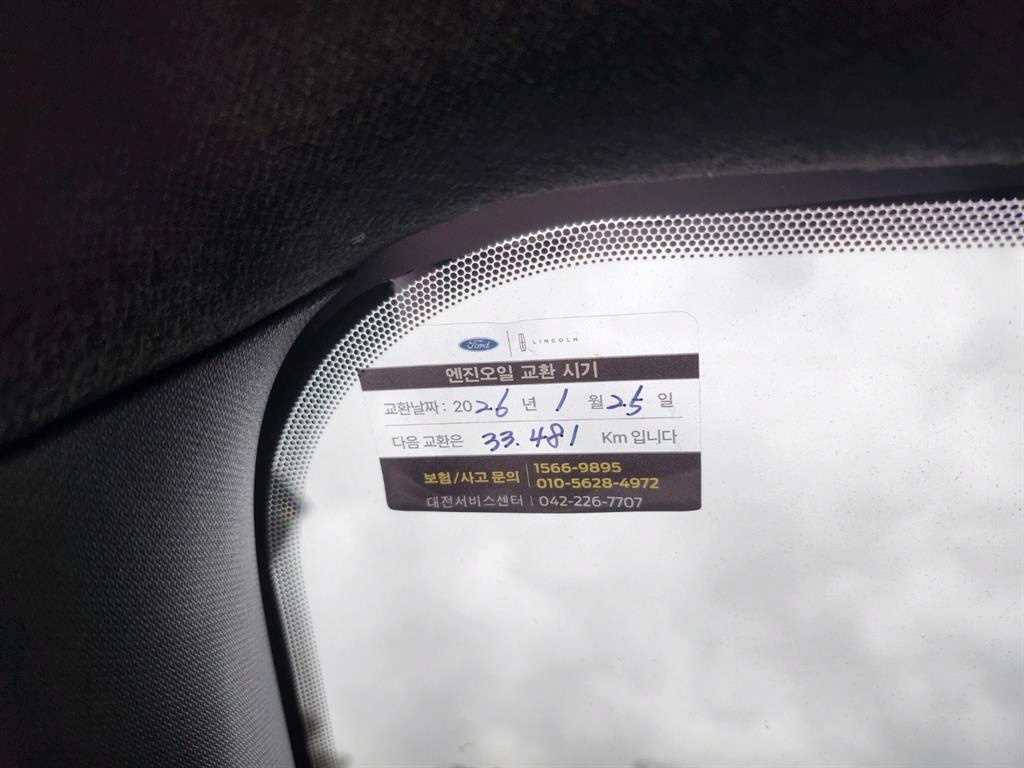 Ford | LINCOLN
엔진오일 교환 시기
교환날짜 : 2026 년 1 월 25 일
다음 교환은 33.481 Km 입니다
보험/사고 문의 | 1566-9895
010-5628-4972
대전서비스센터 | 042-226-7707